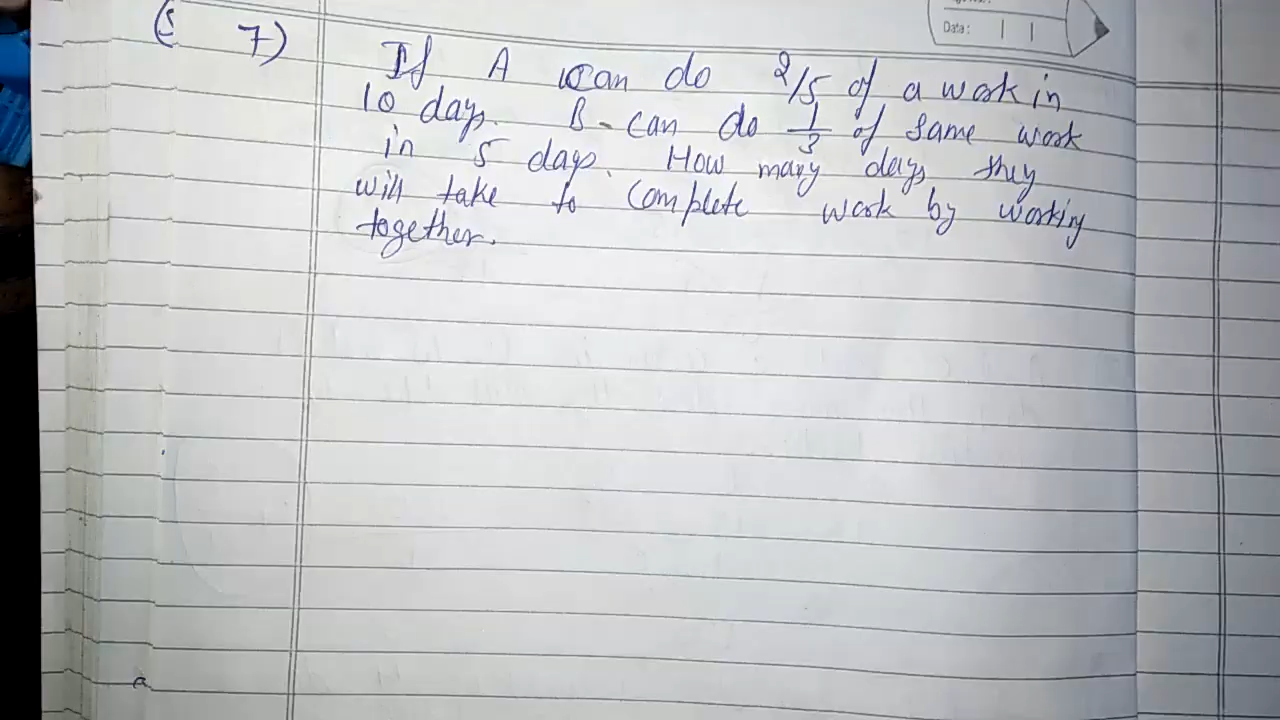 Data:
(5 7)
If A can do 2/5 of a work in
10 days. B-can do 1/3 of same work
in 5 days. How many days they
will take to complete work by working
together.